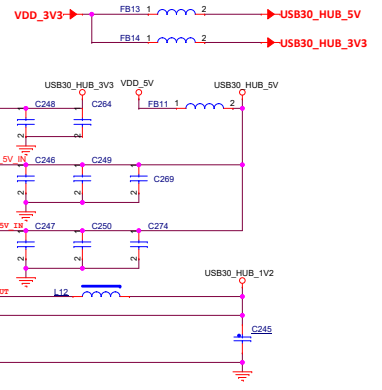 FB13 1 2
VDD_3V3 USB30_HUB_5V
FB14 1 2
USB30_HUB_3V3
USB30_HUB_3V3 VDD_5V USB30_HUB_5V
C248 C264 FB11 1 2
2 2
5V_IN C246 C249
C269
2 2 2
5V_IN C247 C250 C274
2 2 2
USB30_HUB_1V2
UT L12
C245